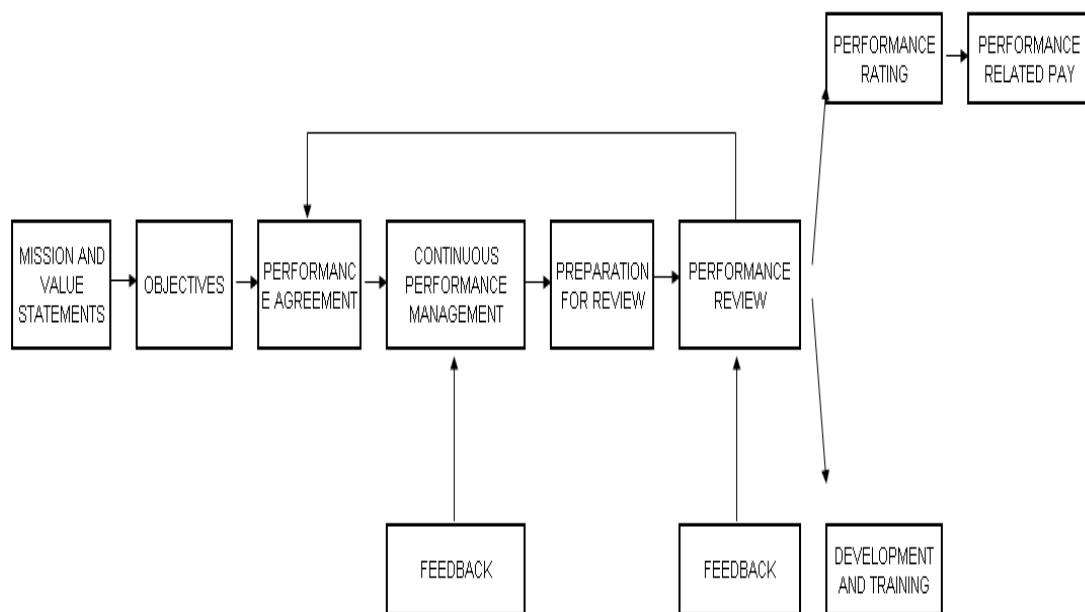 PERFORMANCE
RATING
PERFORMANCE
RELATED PAY
MISSION AND
VALUE
STATEMENTS
OBJECTIVES
PERFORMANC
E AGREEMENT
CONTINUOUS
PERFORMANCE
MANAGEMENT
PREPARATION
FOR REVIEW
PERFORMANCE
REVIEW
FEEDBACK
FEEDBACK
DEVELOPMENT
AND TRAINING